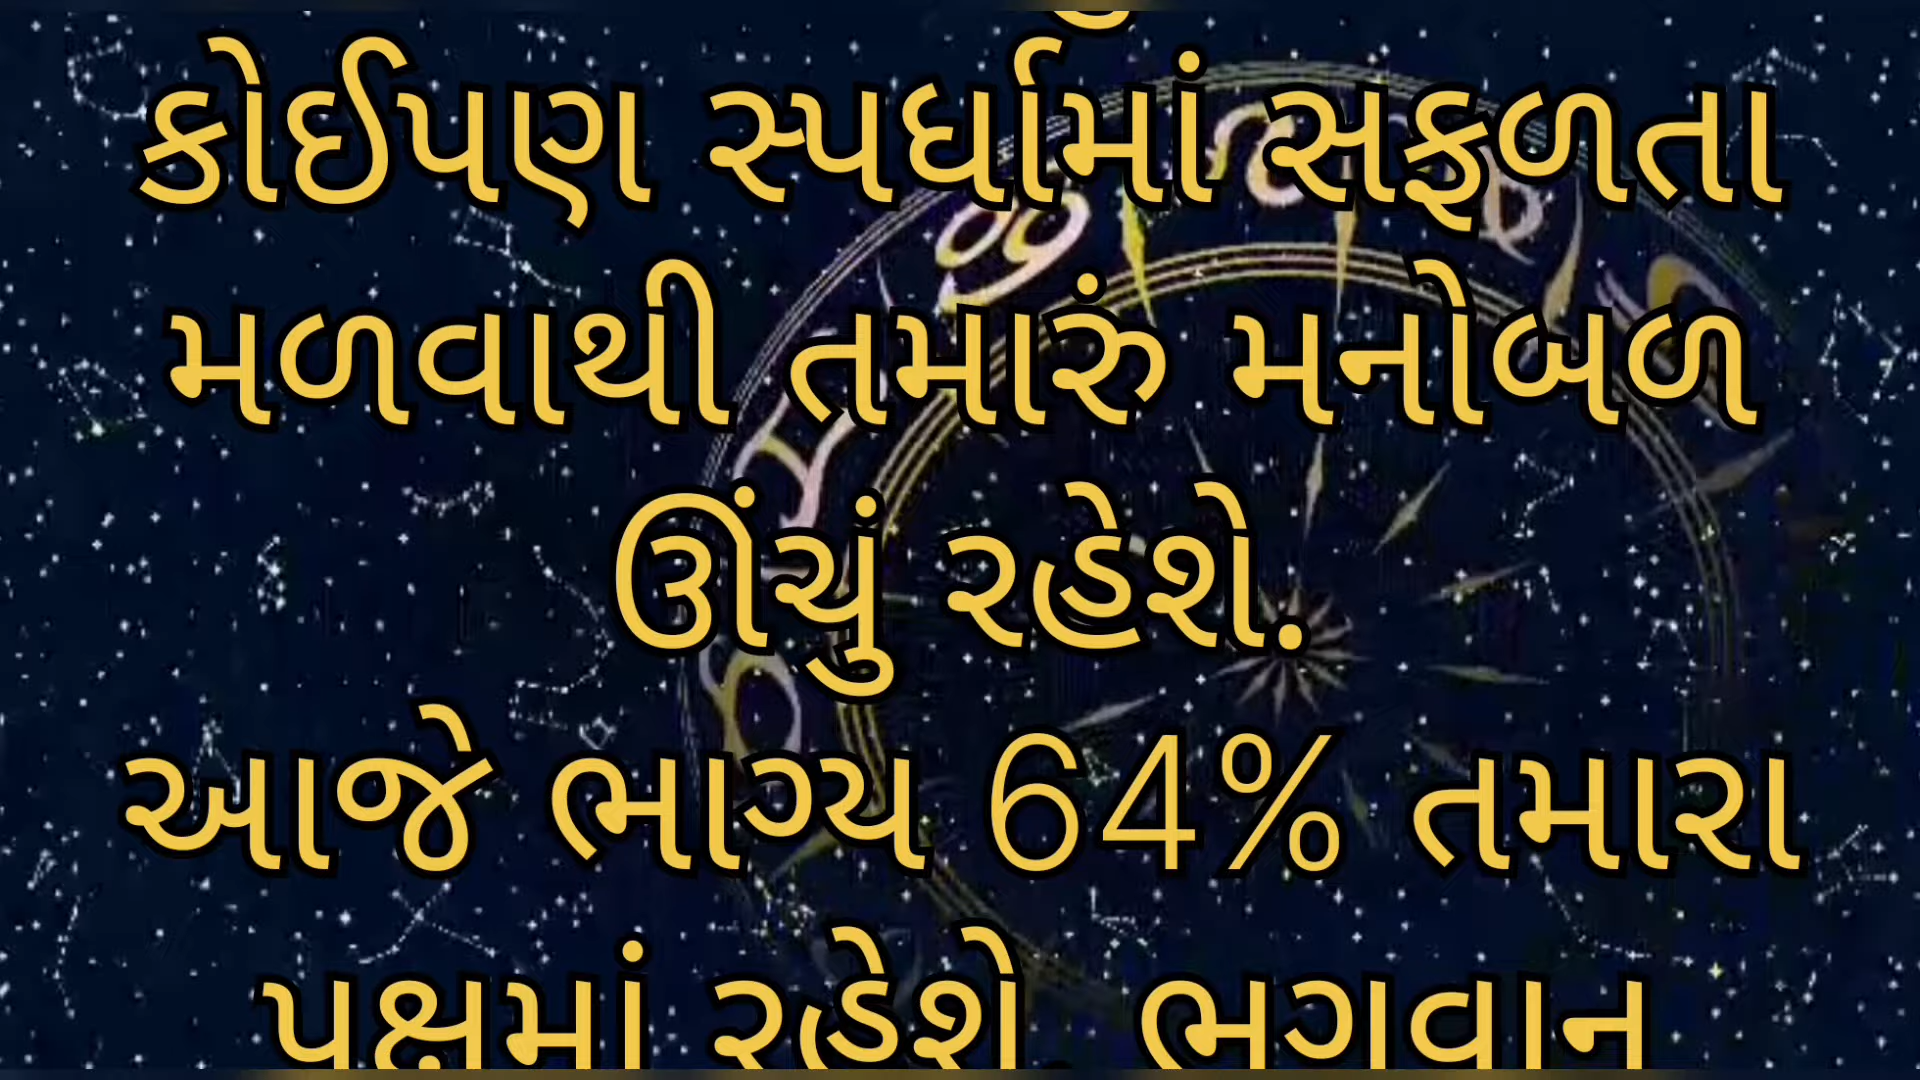 કોઈપણ સ્પર્ધામાં સફળતા
મળવાથી તમારું મનોબળ
ઊંચું રહેશે.
આજે ભાગ્ય 64% તમારા
પક્ષમાં રહેશે. ભગવાન